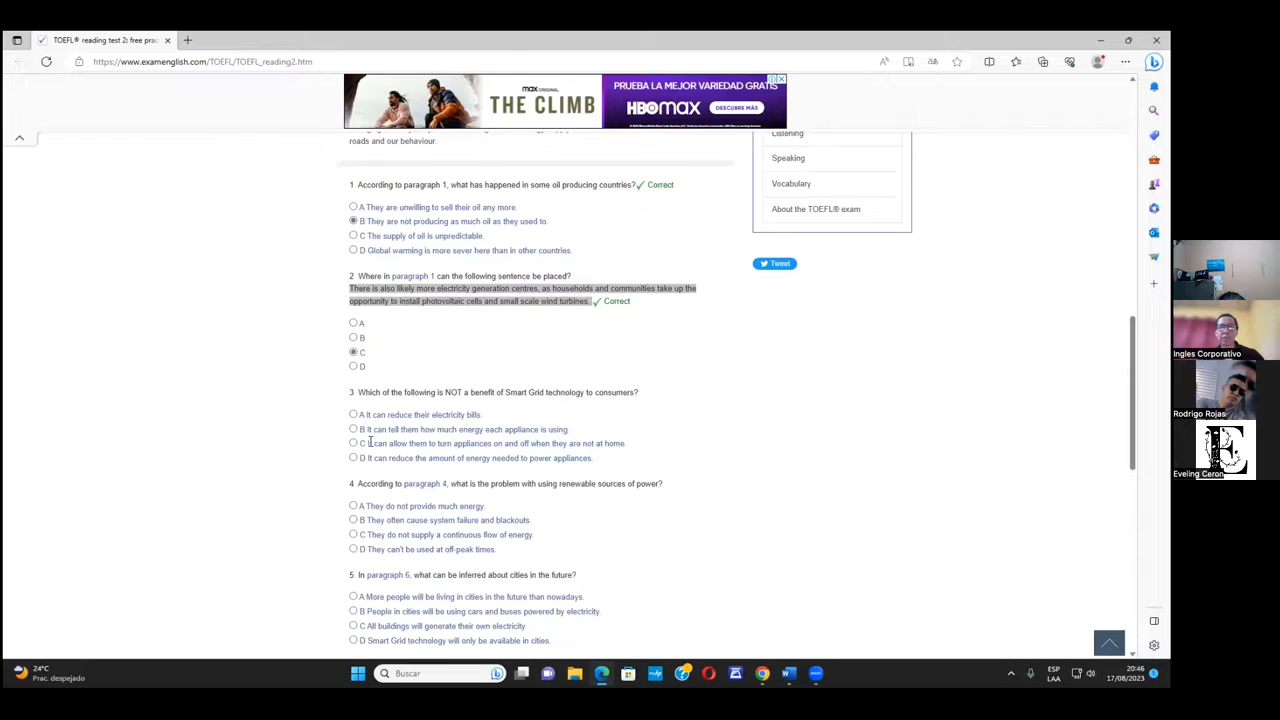 TOEFL® reading test 2: free prac
https://www.examenglish.com/TOEFL/TOEFL_reading2.htm
max ORIGINAL
THE CLIMB
PRUEBA LA MEJOR VARIEDAD GRATIS
HBOmax
DESCUBRE MÁS
roads and our behaviour.
Listening
Speaking
Vocabulary
About the TOEFL® exam
Tweet
1 According to paragraph 1, what has happened in some oil producing countries? Correct
A They are unwilling to sell their oil any more.
B They are not producing as much oil as they used to.
C The supply of oil is unpredictable.
D Global warming is more sever here than in other countries.
2 Where in paragraph 1 can the following sentence be placed?
There is also likely more electricity generation centres, as households and communities take up the
opportunity to install photovoltaic cells and small scale wind turbines. Correct
A
B
C
D
3 Which of the following is NOT a benefit of Smart Grid technology to consumers?
A It can reduce their electricity bills.
B It can tell them how much energy each appliance is using.
C It can allow them to turn appliances on and off when they are not at home.
D It can reduce the amount of energy needed to power appliances.
4 According to paragraph 4, what is the problem with using renewable sources of power?
A They do not provide much energy.
B They often cause system failure and blackouts.
C They do not supply a continuous flow of energy
D They can't be used at off-peak times.
5 In paragraph 6, what can be inferred about cities in the future?
A More people will be living in cities in the future than nowadays.
B People in cities will be using cars and buses powered by electricity.
C All buildings will generate their own electricity.
D Smart Grid technology will only be available in cities.
Ingles Corporativo
Rodrigo Rojas
E
Eveling Ceron
24°C
Prac. despejado
Buscar
ESP
LAA
20:46
17/08/2023